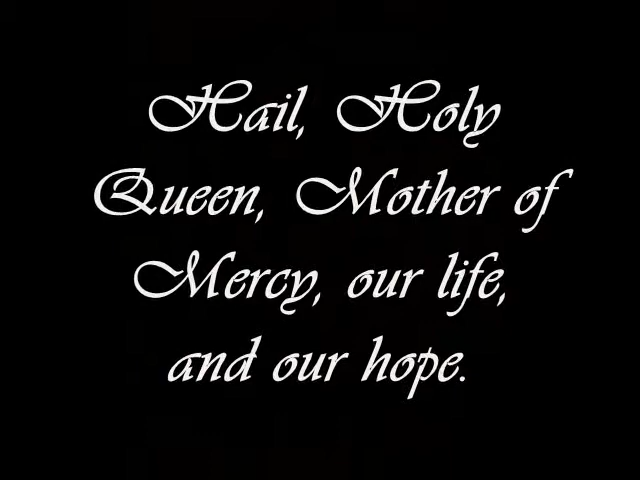 Hail, Holy
Queen, Mother of
Mercy, our life,
and our hope.